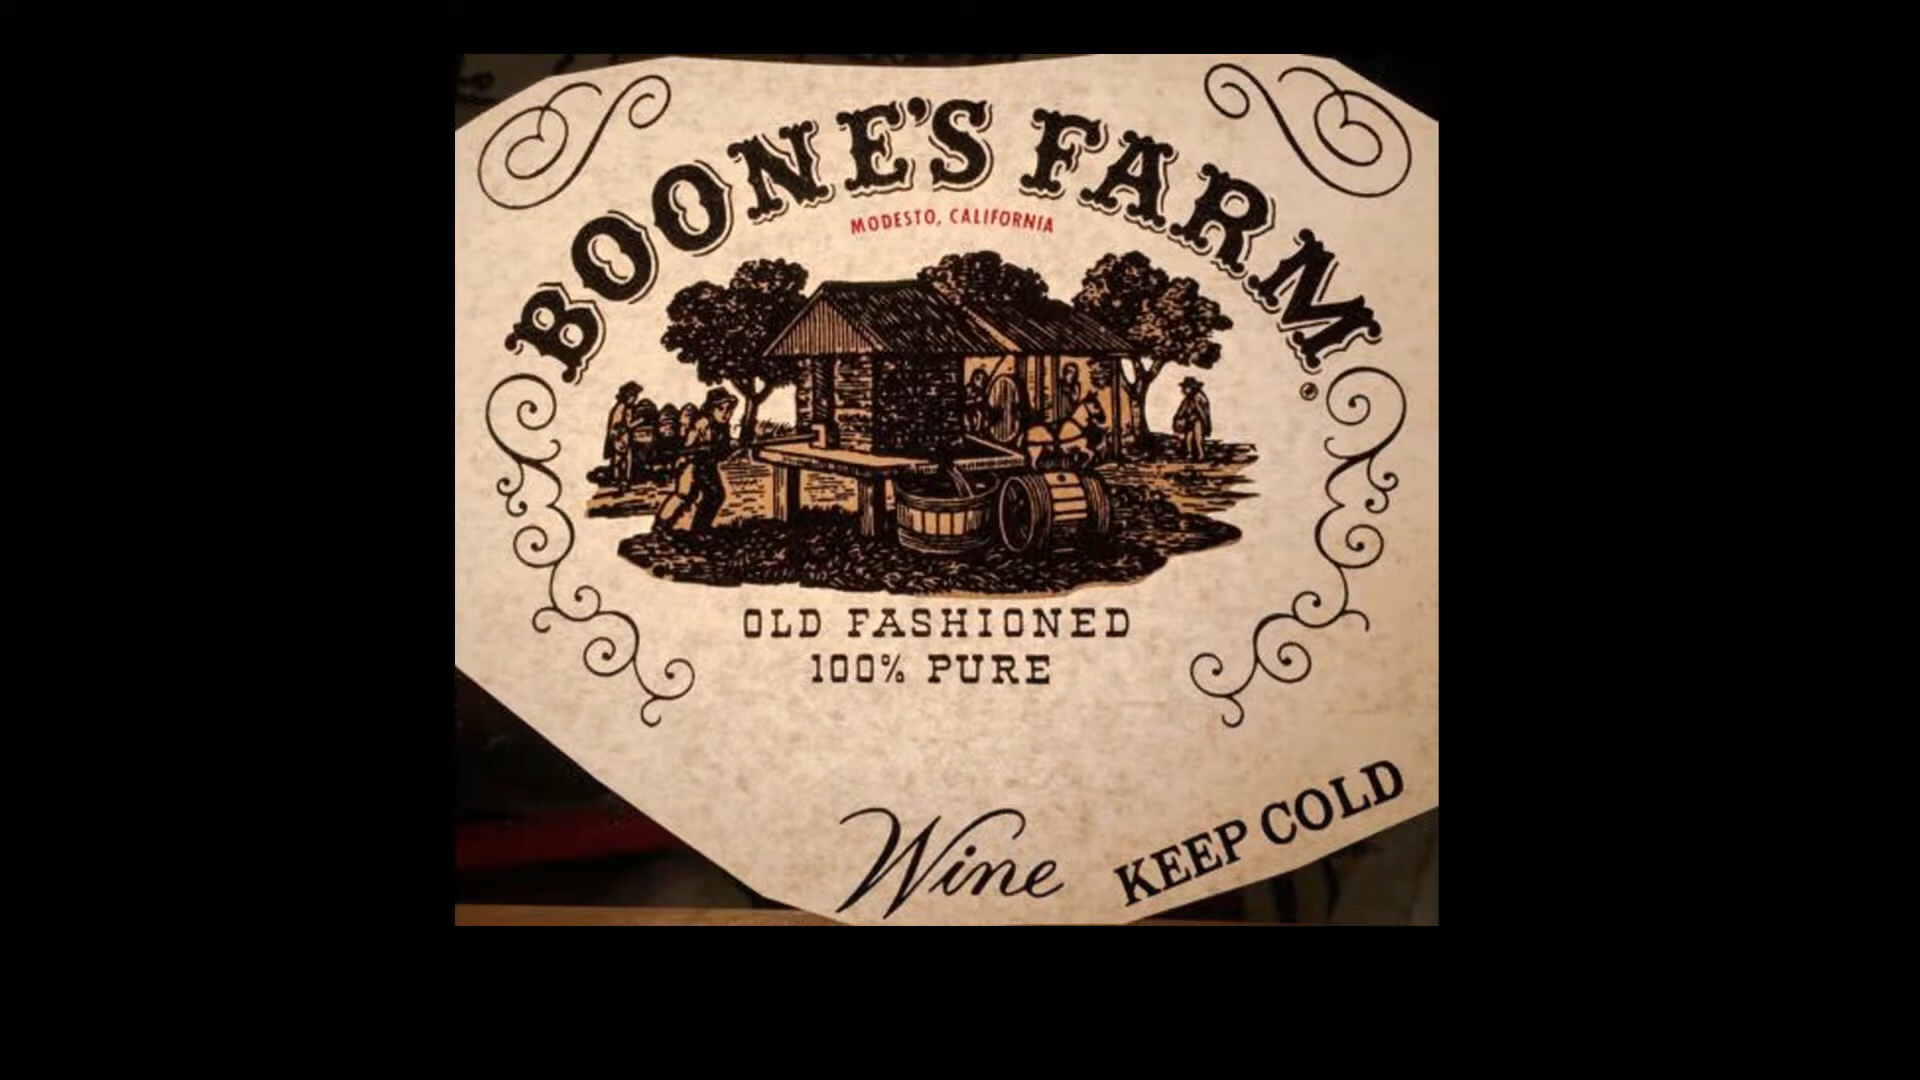 BOONE'S FARM®
MODESTO, CALIFORNIA
OLD FASHIONED
100% PURE
Wine
KEEP COLD